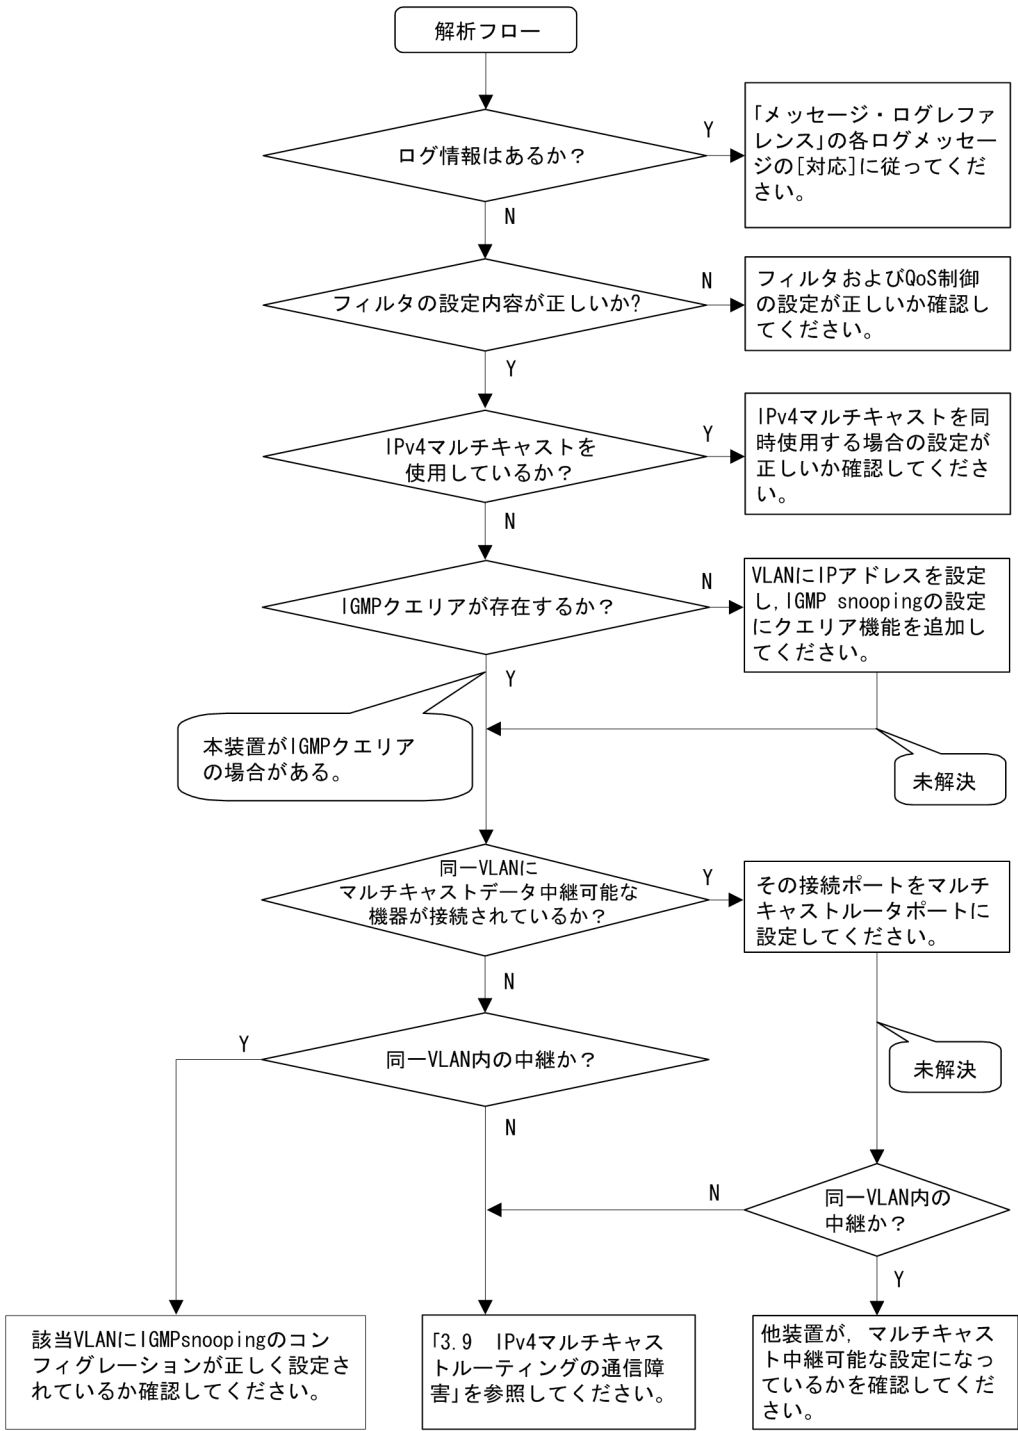 解析フロー
ログ情報はあるか？
Y
「メッセージ・ログレファ
レンス」の各ログメッセー
ジの[対応]に従ってくだ
さい。
N
フィルタの設定内容が正しいか?
N
フィルタおよびQoS制御
の設定が正しいか確認し
てください。
Y
IPv4マルチキャストを
使用しているか？
Y
IPv4マルチキャストを同
時使用する場合の設定が
正しいか確認してくださ
い。
N
IGMPクエリアが存在するか？
N
VLANにIPアドレスを設定
し,IGMP snoopingの設定
にクエリア機能を追加し
てください。
Y
本装置がIGMPクエリア
の場合がある。
未解決
同一VLANに
マルチキャストデータ中継可能な
機器が接続されているか？
Y
その接続ポートをマルチ
キャストルータポートに
設定してください。
N
未解決
同一VLAN内の中継か？
Y
N
同一VLAN内の
中継か？
N
Y
該当VLANにIGMPsnoopingのコン
フィグレーションが正しく設定さ
れているか確認してください。
「3.9 IPv4マルチキャス
トルーティングの通信障
害」を参照してください。
他装置が, マルチキャス
ト中継可能な設定になっ
ているかを確認してくだ
さい。